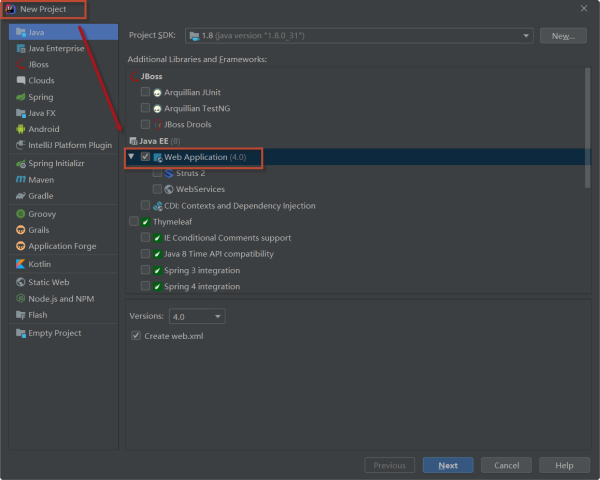 New Project
Java
Java Enterprise
JBoss
Clouds
Spring
Java FX
Android
IntelliJ Platform Plugin
Spring Initializr
Maven
Gradle
Groovy
Grails
Application Forge
Kotlin
Static Web
Node.js and NPM
Flash
Empty Project
Project SDK: 1.8 (java version "1.8.0_31") New...
Additional Libraries and Frameworks:
JBoss
Arquillian JUnit
Arquillian TestNG
JBoss Drools
Java EE (8)
Web Application (4.0)
Struts 2
WebServices
CDI: Contexts and Dependency Injection
Thymeleaf
IE Conditional Comments support
Java 8 Time API compatibility
Spring 3 integration
Spring 4 integration
Versions: 4.0
Create web.xml
Previous Next Cancel Help